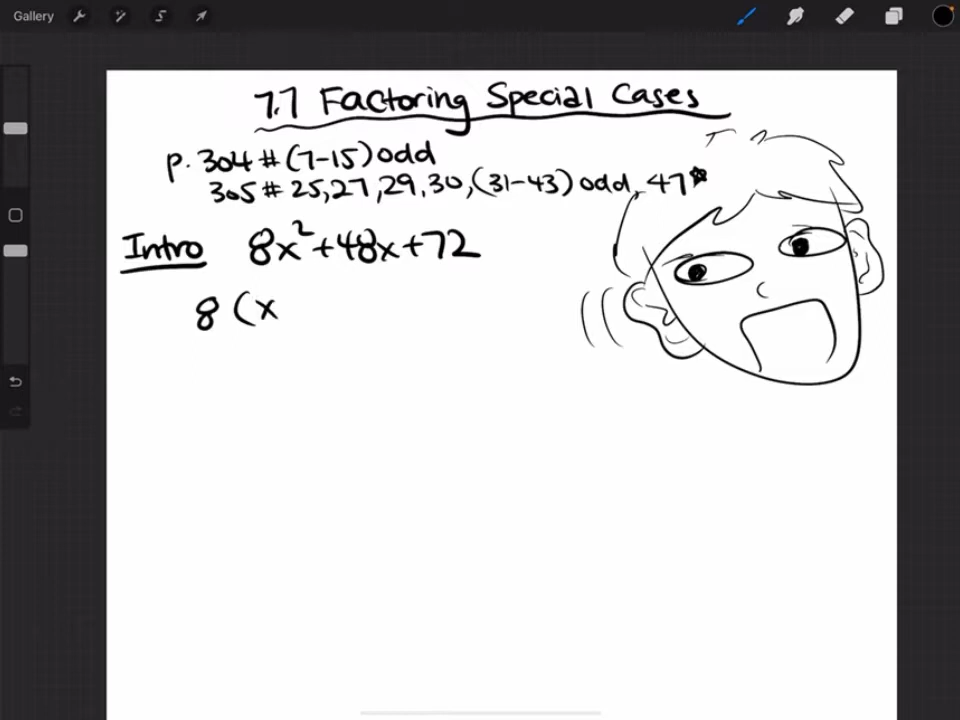 Gallery
7.7 Factoring Special Cases
p. 304 # (7-15) odd
305 # 25, 27, 29, 30, (31-43) odd, 47*
Intro 8x²+48x+72
8 (x